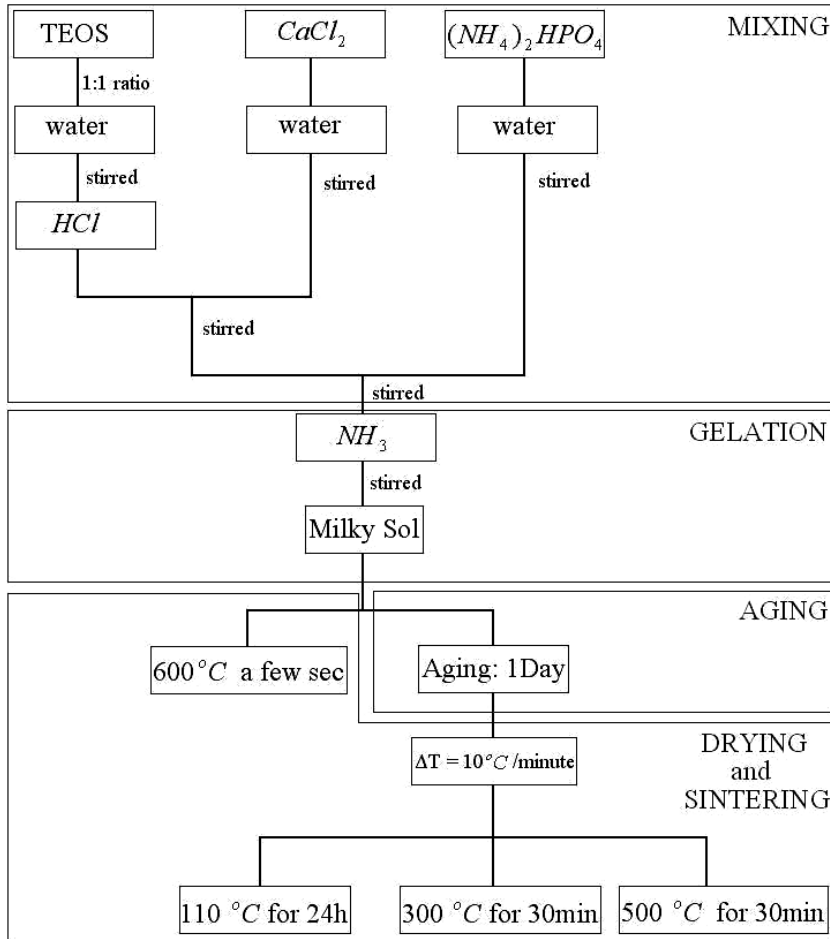 TEOS
CaCl₂
(NH₄)₂HPO₄
MIXING
1:1 ratio
water
water
water
stirred
stirred
stirred
HCl
stirred
stirred
NH₃
GELATION
stirred
Milky Sol
AGING
600°C a few sec
Aging: 1Day
DRYING
and
SINTERING
ΔT = 10°C /minute
110 °C for 24h
300 °C for 30min
500 °C for 30min